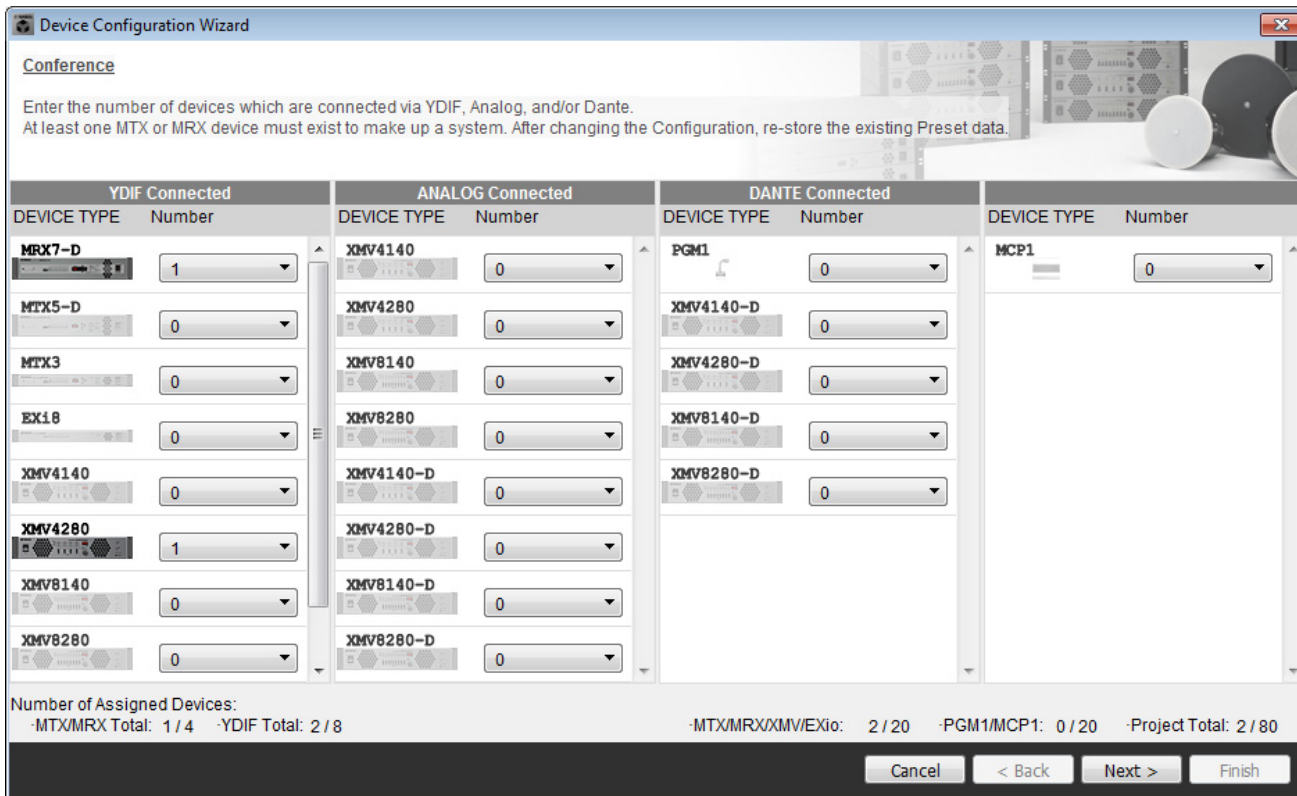 Device Configuration Wizard
Conference
Enter the number of devices which are connected via YDIF, Analog, and/or Dante.
At least one MTX or MRX device must exist to make up a system. After changing the Configuration, re-store the existing Preset data.
YDIF Connected
DEVICE TYPE Number
MRX7-D 1
MTX5-D 0
MTX3 0
EXi8 0
XMV4140 0
XMV4280 1
XMV8140 0
XMV8280 0
ANALOG Connected
DEVICE TYPE Number
XMV4140 0
XMV4280 0
XMV8140 0
XMV8280 0
XMV4140-D 0
XMV4280-D 0
XMV8140-D 0
XMV8280-D 0
DANTE Connected
DEVICE TYPE Number
PGM1 0
XMV4140-D 0
XMV4280-D 0
XMV8140-D 0
XMV8280-D 0
DEVICE TYPE Number
MCP1 0
Number of Assigned Devices:
-MTX/MRX Total: 1 / 4 -YDIF Total: 2 / 8 -MTX/MRX/XMV/EXio: 2 / 20 -PGM1/MCP1: 0 / 20 -Project Total: 2 / 80
Cancel < Back Next > Finish